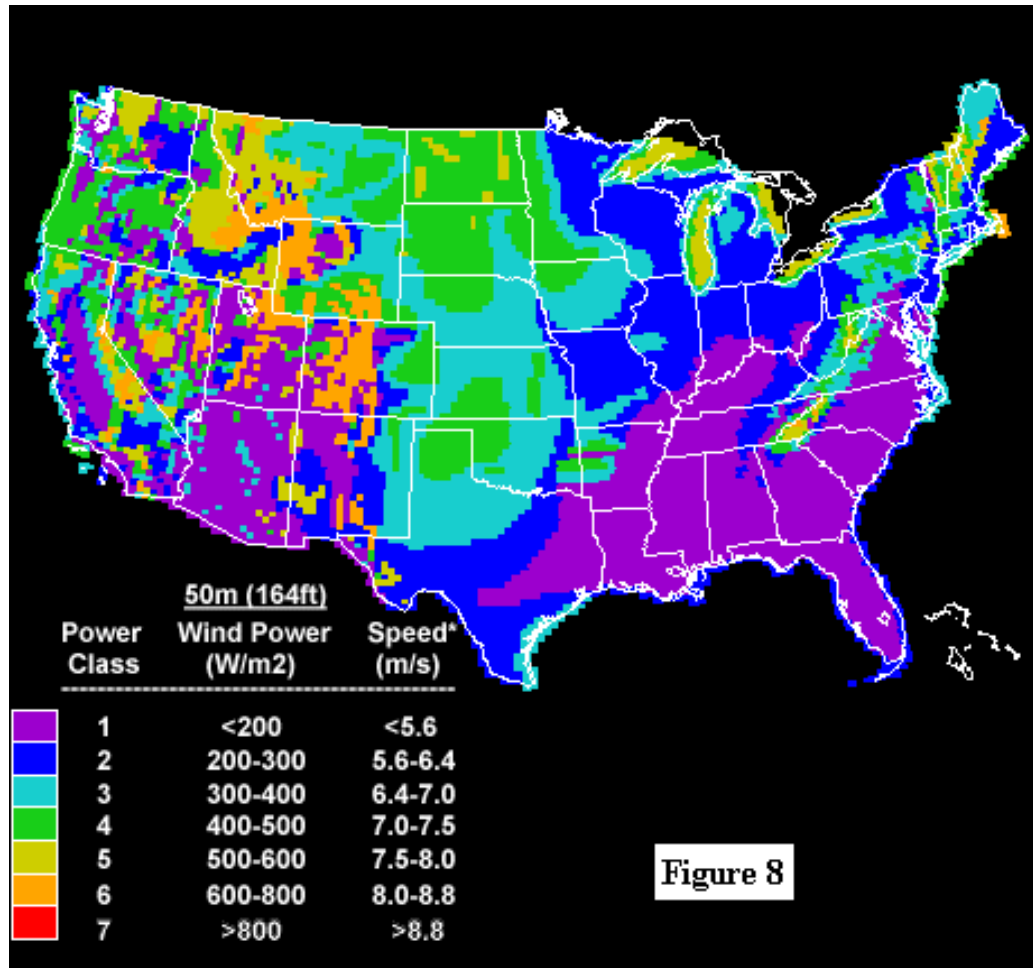 50m (164ft)
Power Wind Power Speed*
Class (W/m2) (m/s)
1 <200 <5.6
2 200-300 5.6-6.4
3 300-400 6.4-7.0
4 400-500 7.0-7.5
5 500-600 7.5-8.0
6 600-800 8.0-8.8
7 >800 >8.8
Figure 8